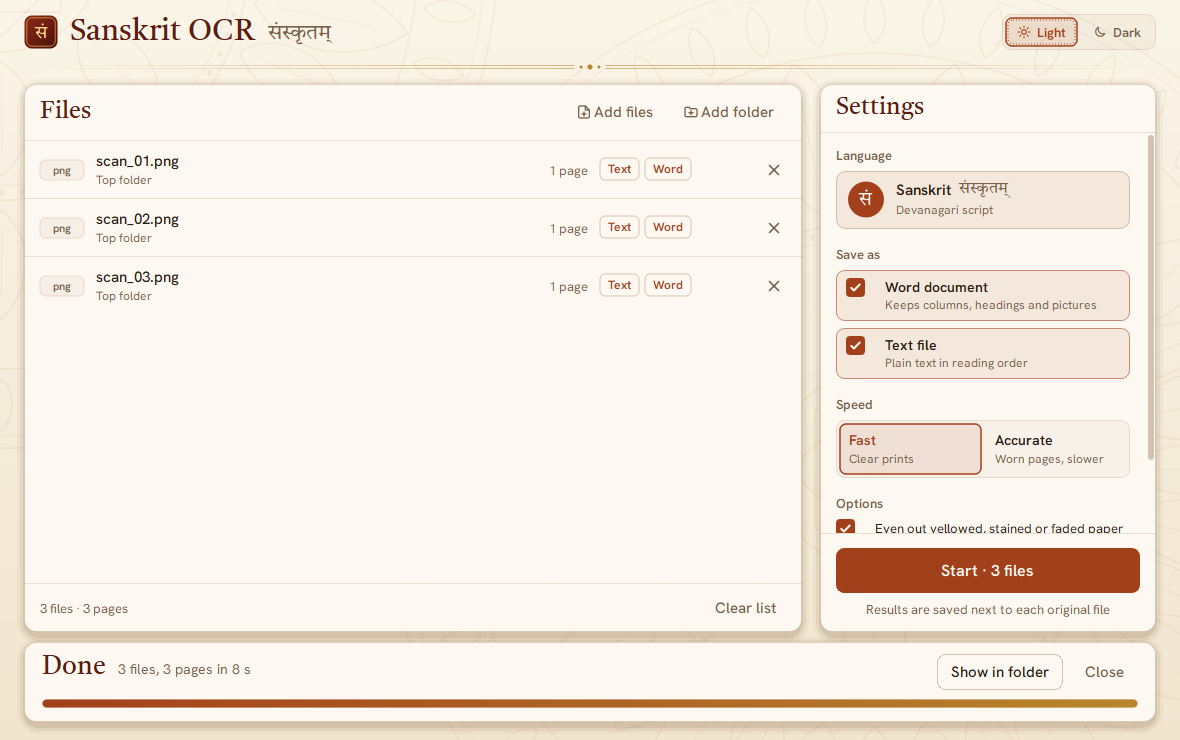 सं Sanskrit OCR संस्कृतम्
Light Dark
Files
Add files Add folder
png scan_01.png 1 page Text Word
Top folder
png scan_02.png 1 page Text Word
Top folder
png scan_03.png 1 page Text Word
Top folder
3 files · 3 pages Clear list
Settings
Language
सं Sanskrit संस्कृतम्
Devanagari script
Save as
Word document
Keeps columns, headings and pictures
Text file
Plain text in reading order
Speed
Fast Accurate
Clear prints Worn pages, slower
Options
Even out yellowed, stained or faded paper
Start · 3 files
Results are saved next to each original file
Done 3 files, 3 pages in 8 s
Show in folder Close